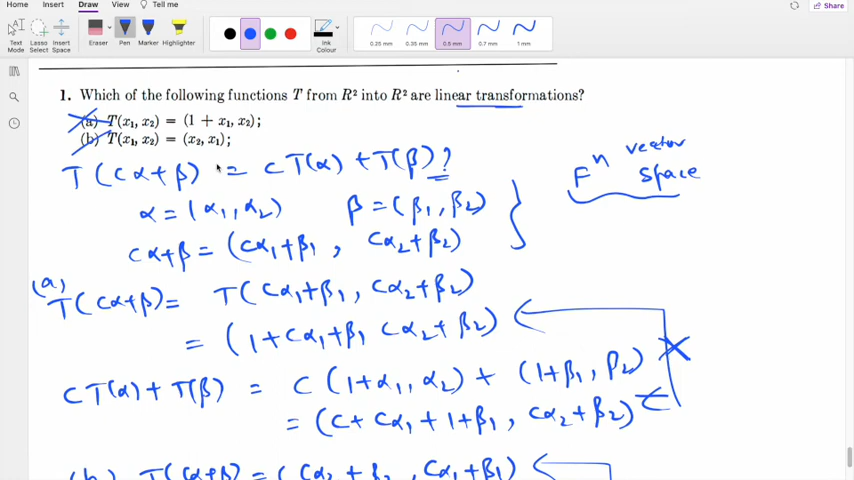 Home Insert Draw View Tell me
Share
Text Mode
Lasso Select
Insert Space
Eraser
Pen
Marker
Highlighter
Ink Colour
0.25 mm
0.35 mm
0.5 mm
0.7 mm
1 mm
1. Which of the following functions T from R² into R² are linear transformations?
(a) T(x₁, x₂) = (1 + x₁, x₂);
(b) T(x₁, x₂) = (x₂, x₁);
T(cα+β) = cT(α) + T(β)?
Fⁿ vector space
α = (α₁, α₂) β = (β₁, β₂)
cα+β = (cα₁+β₁ , cα₂+β₂)
(a)
T(cα+β) = T(cα₁+β₁, cα₂+β₂)
= (1+cα₁+β₁ cα₂+β₂)
cT(α) + T(β) = c(1+α₁, α₂) + (1+β₁, β₂)
= (c+cα₁+1+β₁, cα₂+β₂)
(b) T(cα+β) = (cα₂+β₂, cα₁+β₁)